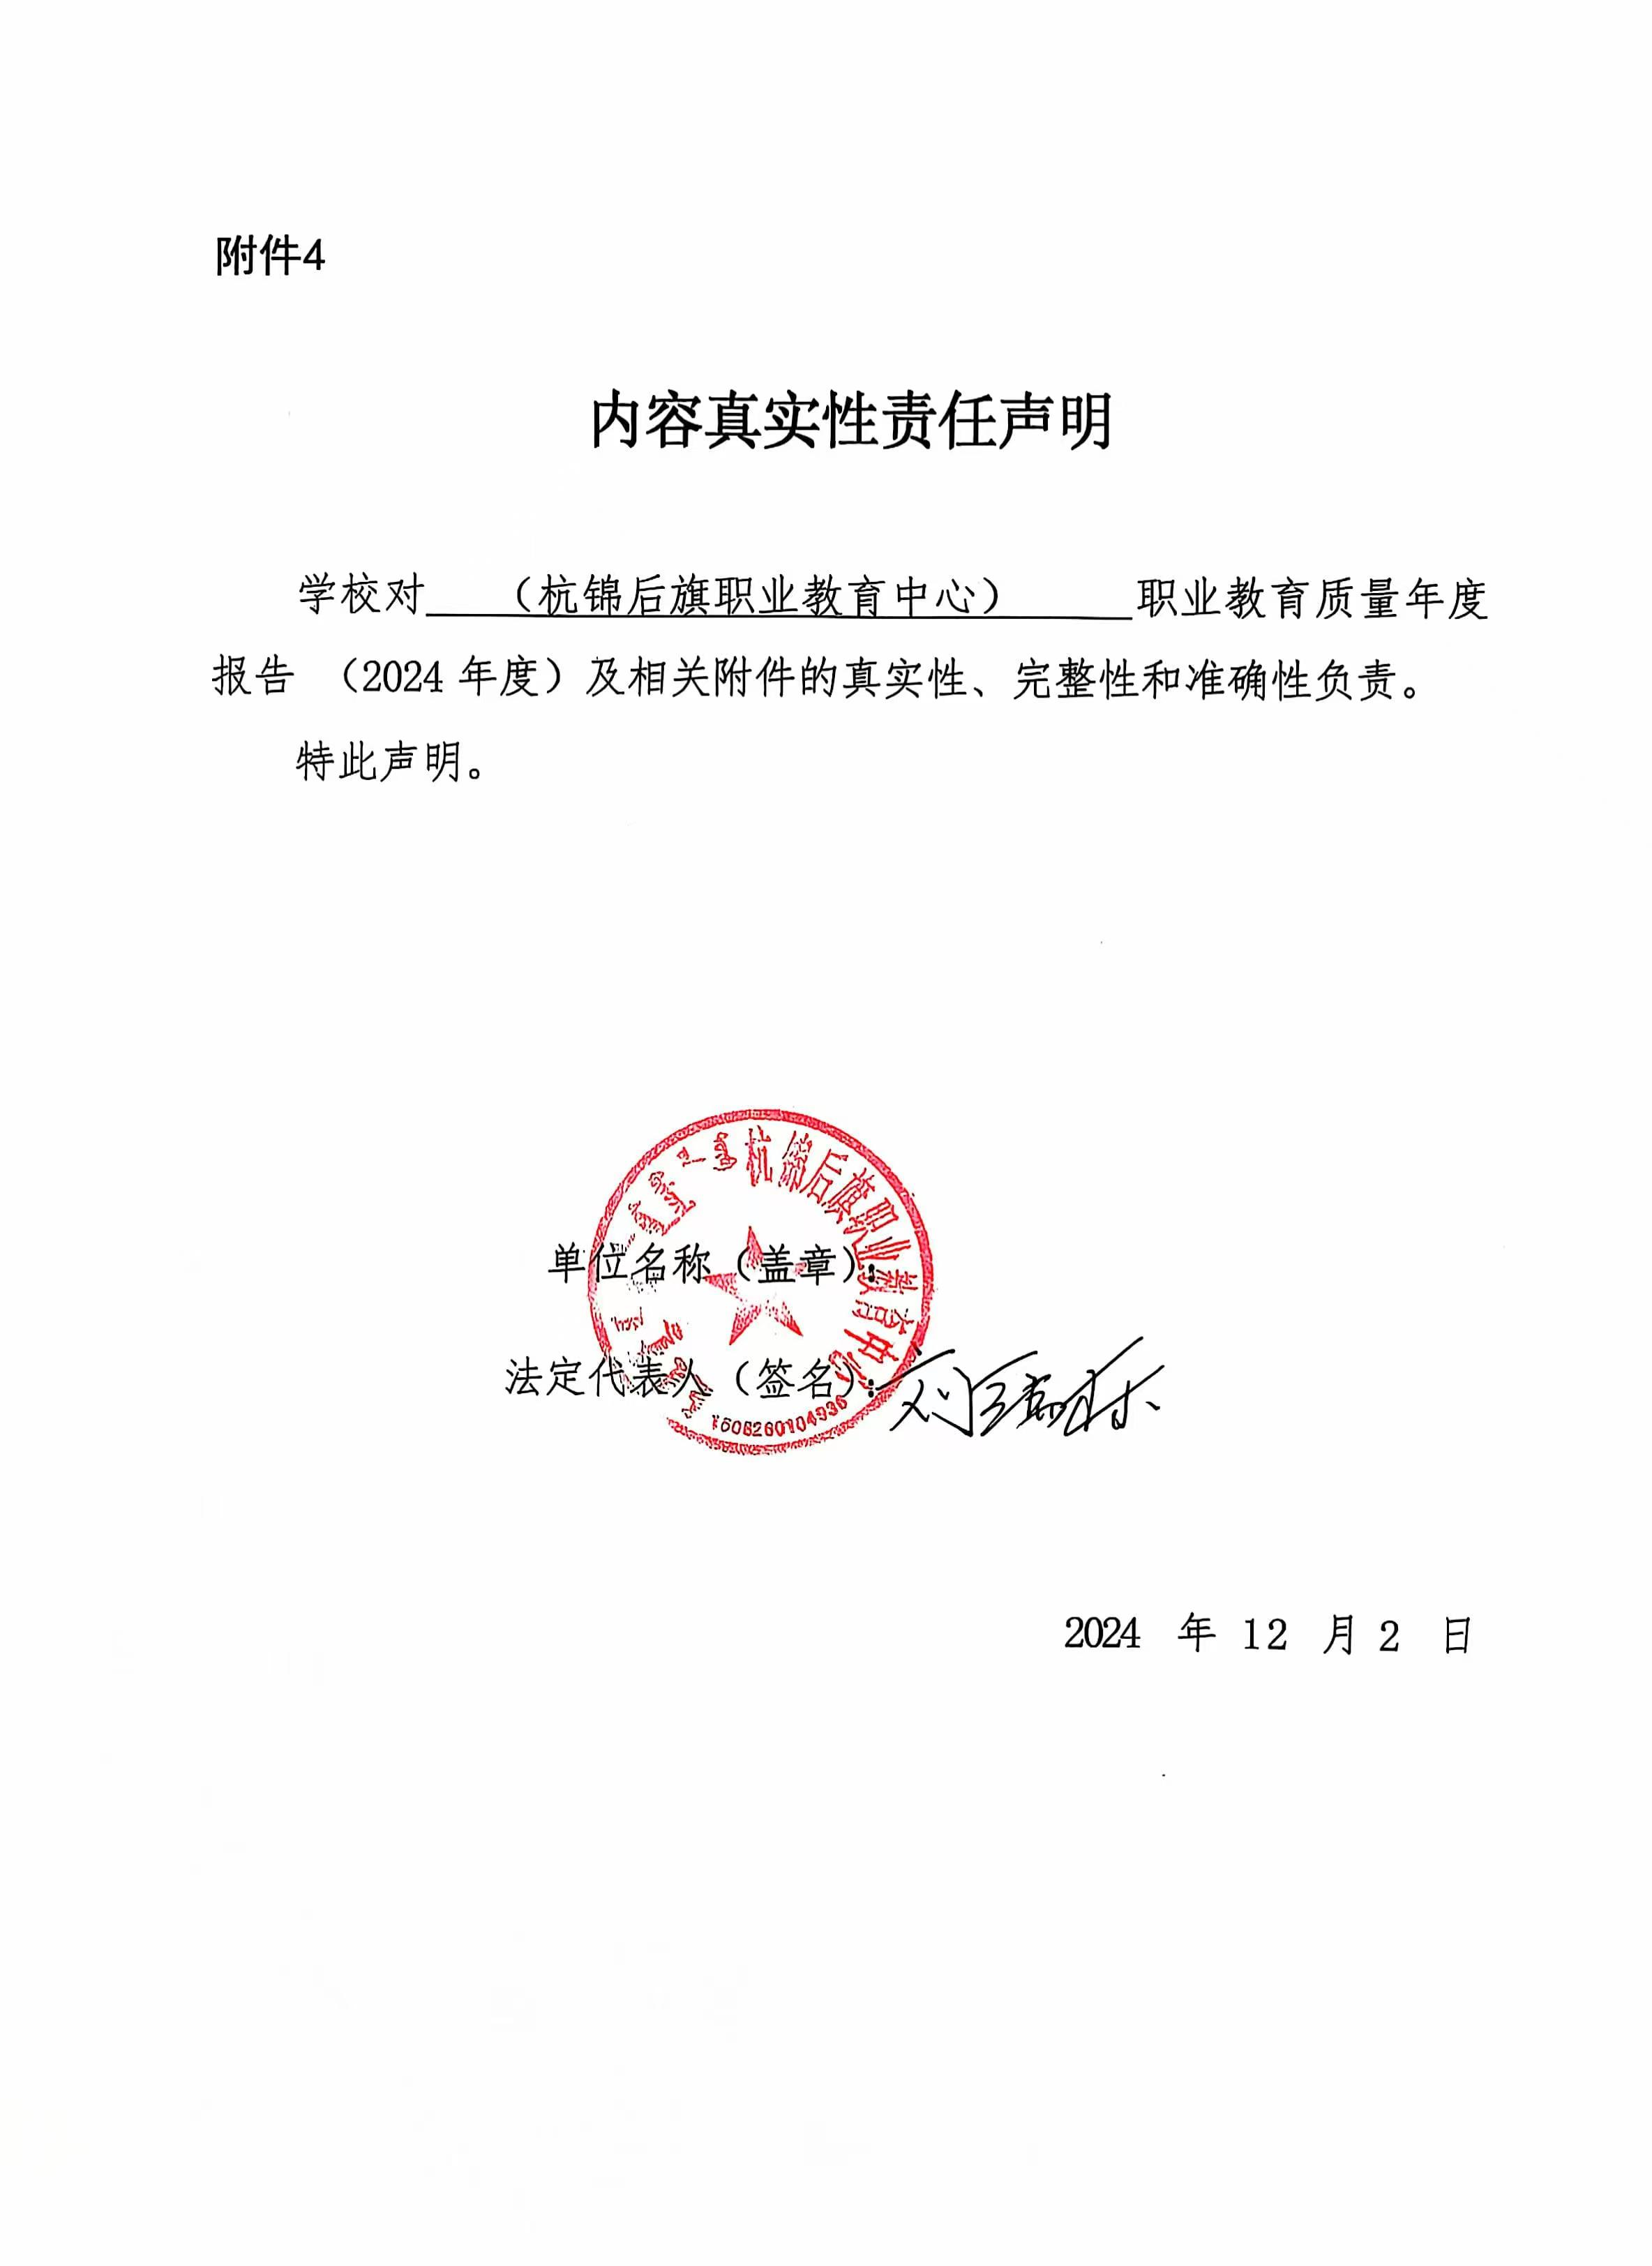 附件4
内容真实性责任声明
学校对 （杭锦后旗职业教育中心） 职业教育质量年度
报告 （2024 年度）及相关附件的真实性、完整性和准确性负责。
特此声明。
杭锦后旗职业教育中心
单位名称（盖章）：
法定代表人（签名）：
2024 年 12 月 2 日